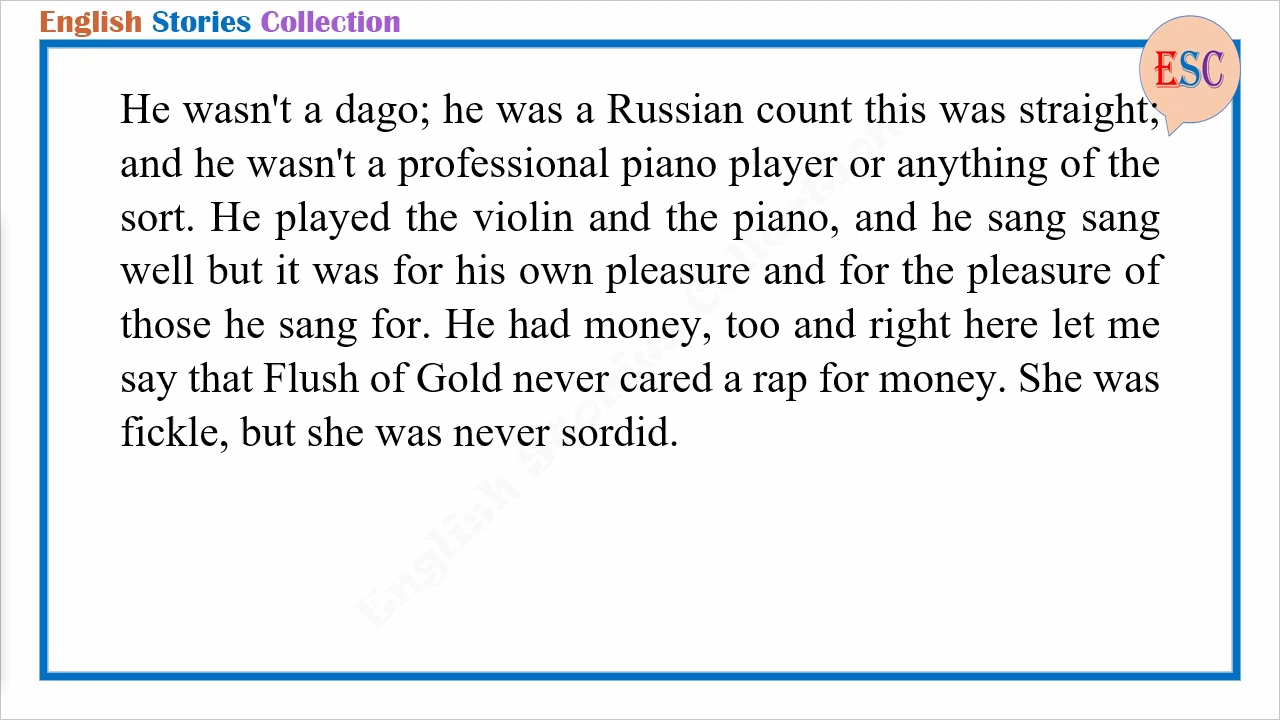 English Stories Collection
ESC
He wasn't a dago; he was a Russian count this was straight;
and he wasn't a professional piano player or anything of the
sort. He played the violin and the piano, and he sang sang
well but it was for his own pleasure and for the pleasure of
those he sang for. He had money, too and right here let me
say that Flush of Gold never cared a rap for money. She was
fickle, but she was never sordid.
English Stories Collection